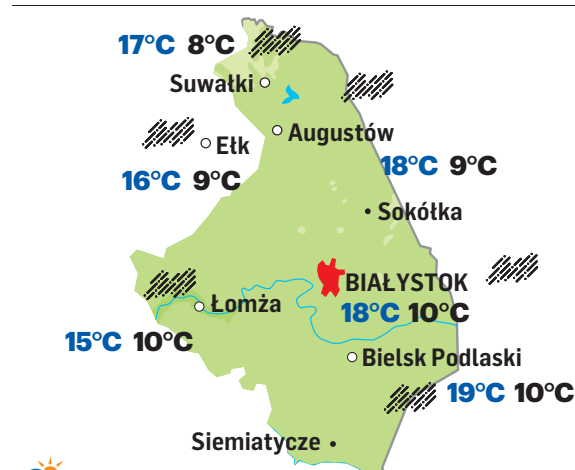 17°C 8°C
Suwałki
Augustów
Ełk
16°C 9°C
18°C 9°C
Sokółka
BIAŁYSTOK
18°C 10°C
Łomża
15°C 10°C
Bielsk Podlaski
19°C 10°C
Siemiatycze